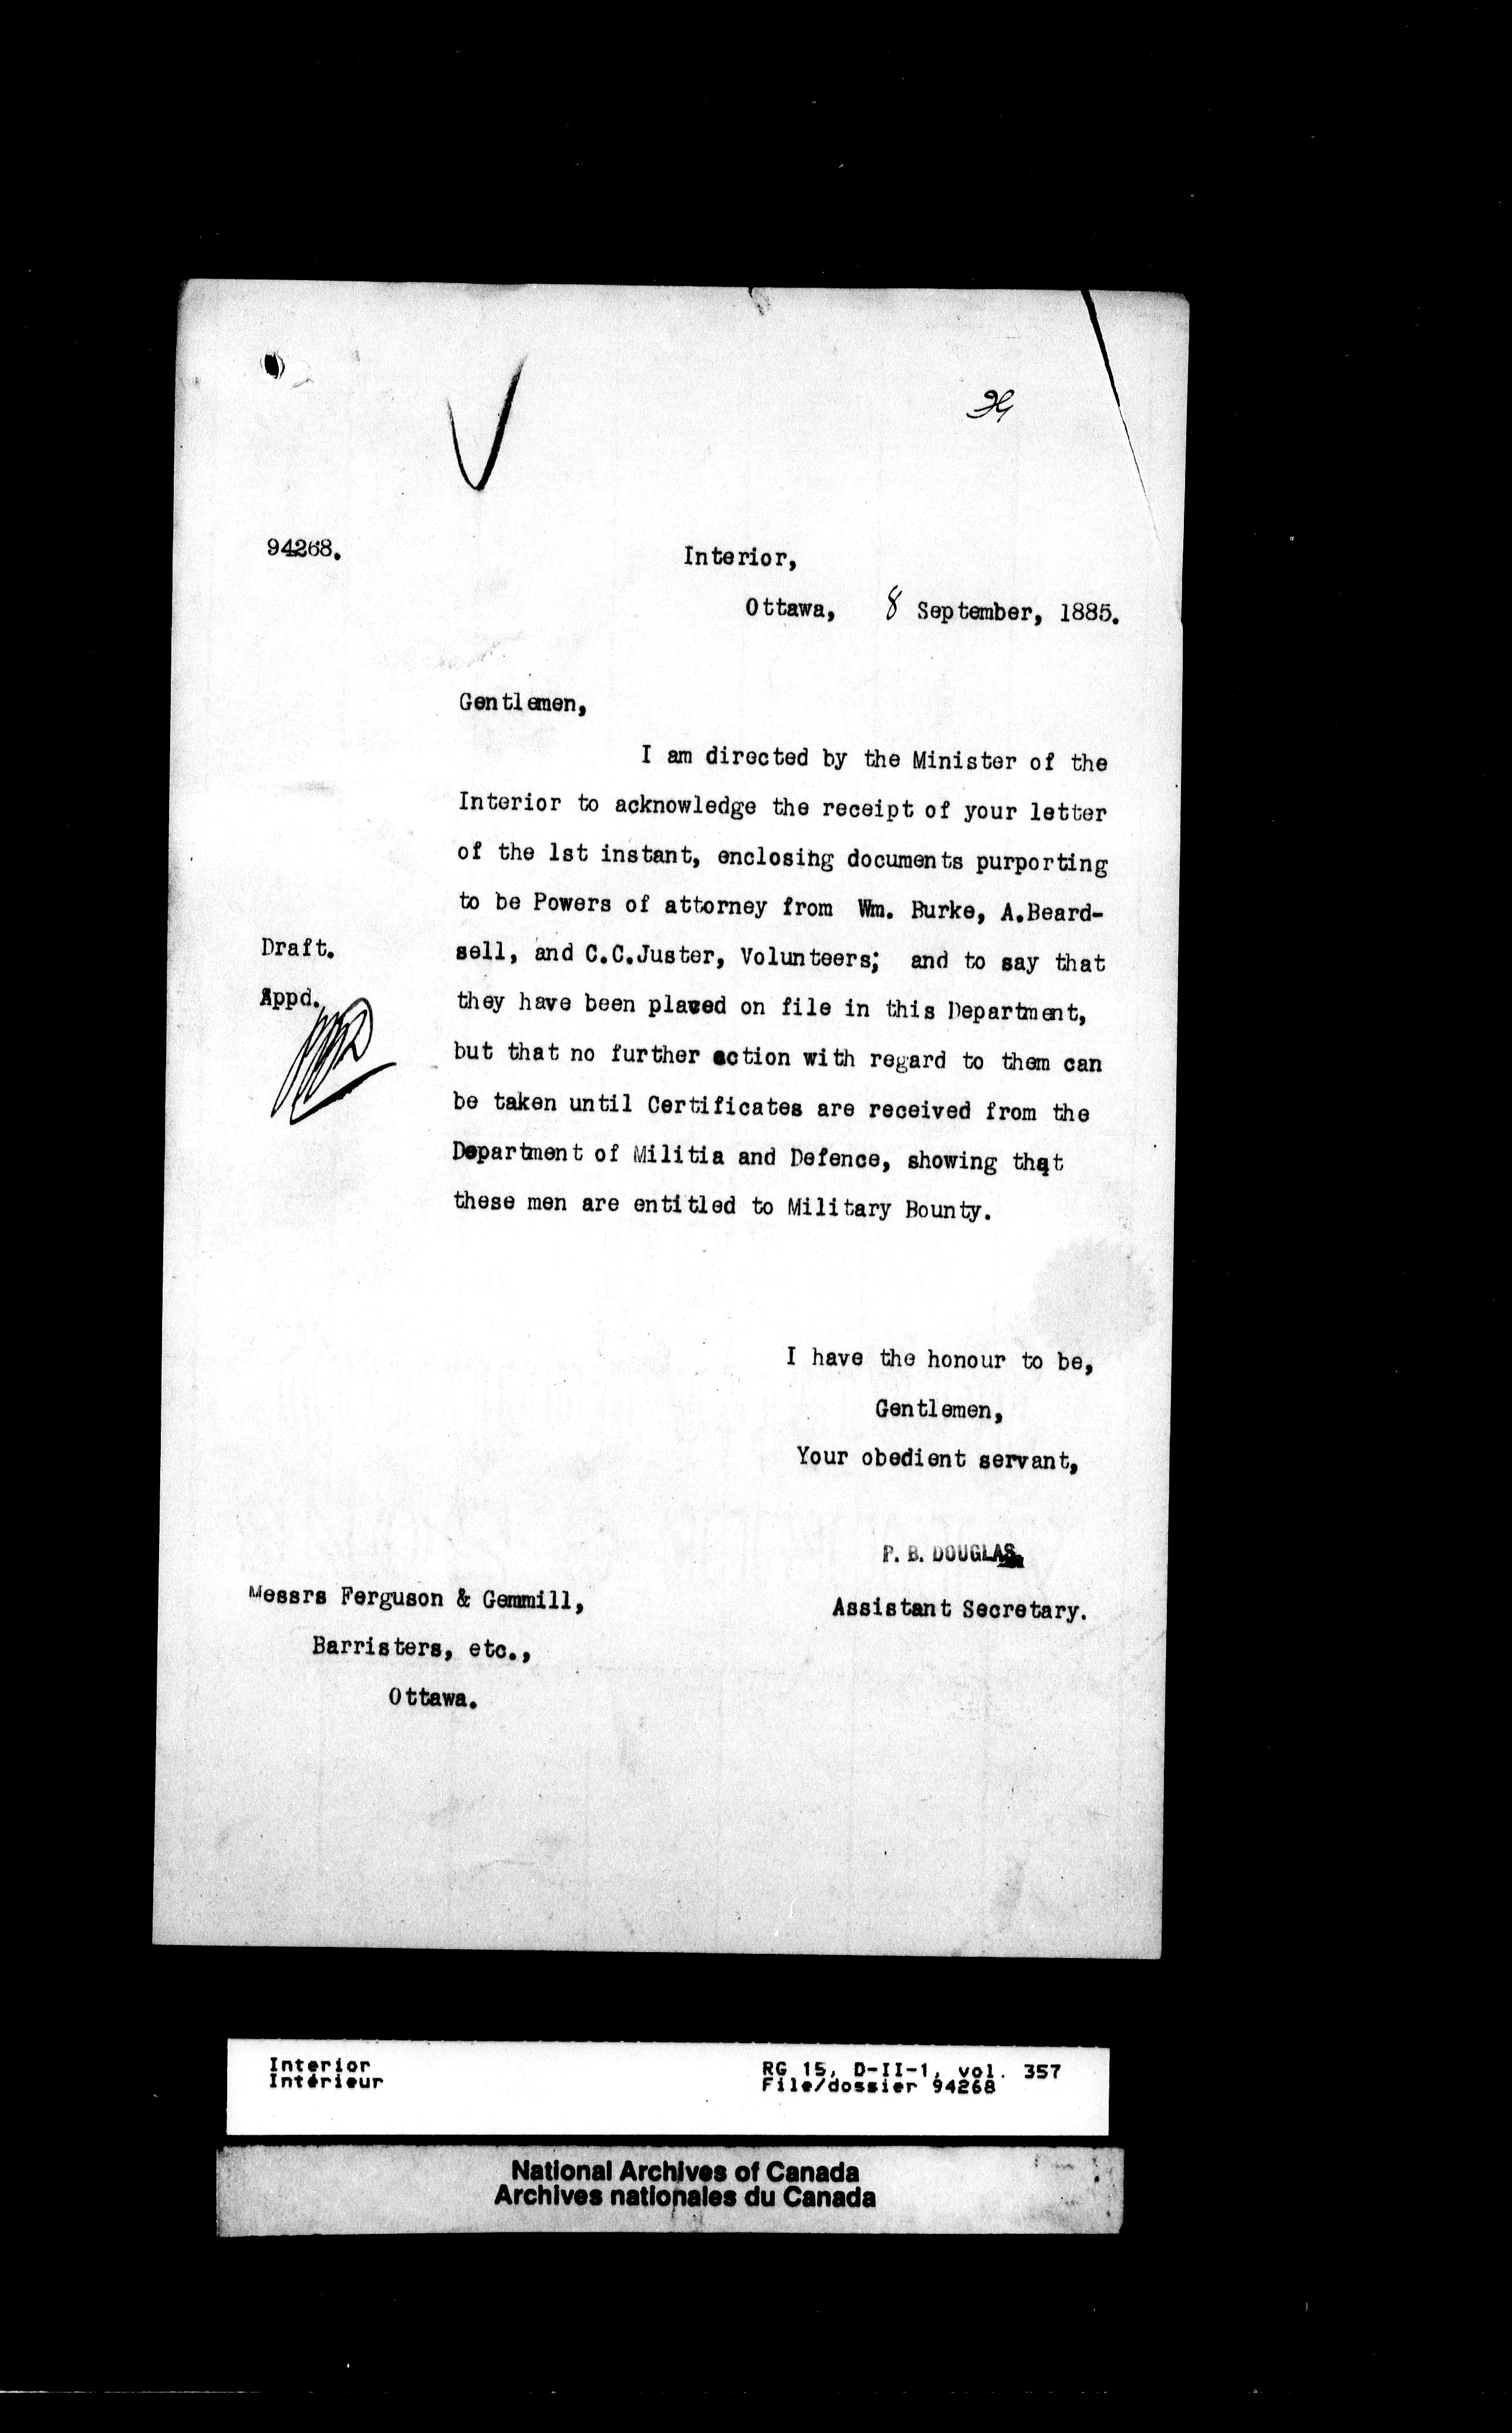 94268.
Interior,
Ottawa, 8 September, 1885.
Gentlemen,
I am directed by the Minister of the
Interior to acknowledge the receipt of your letter
of the 1st instant, enclosing documents purporting
to be Powers of attorney from Wm. Burke, A.Beard-
sell, and C.C.Juster, Volunteers; and to say that
Draft.
they have been placed on file in this Department,
Appd.
but that no further action with regard to them can
be taken until Certificates are received from the
Department of Militia and Defence, showing that
these men are entitled to Military Bounty.
I have the honour to be,
Gentlemen,
Your obedient servant,
P. B. DOUGLAS
Assistant Secretary.
Messrs Ferguson & Gemmill,
Barristers, etc.,
Ottawa.
Interior
Intérieur
RG 15, D-II-1, vol. 357
File/dossier 94268
National Archives of Canada
Archives nationales du Canada